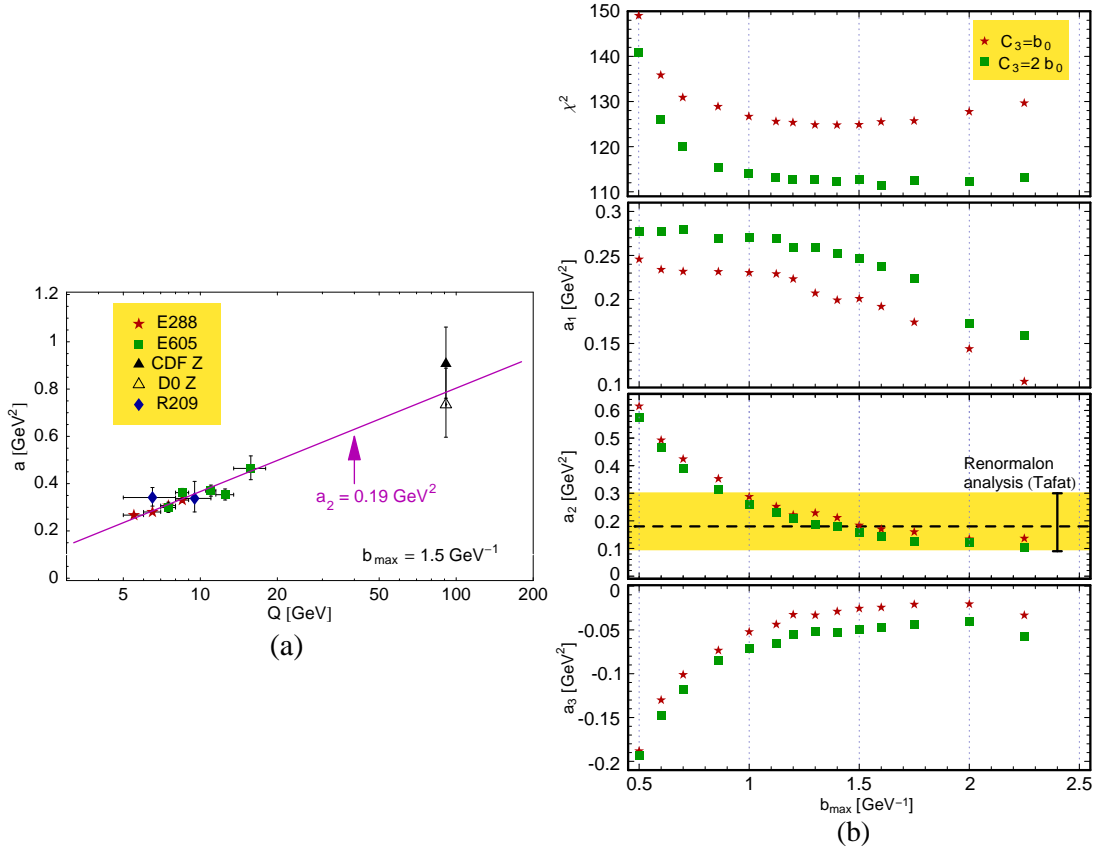 1.2
1
0.8
0.6
0.4
0.2
0
a [GeV²]
E288
E605
CDF Z
D0 Z
R209
a₂ = 0.19 GeV²
b_max = 1.5 GeV⁻¹
5 10 20 50 100 200
Q [GeV]
(a)
150
140
130
120
110
χ²
C₃=b₀
C₃=2 b₀
0.3
0.25
0.2
0.15
0.1
a₁ [GeV²]
0.6
0.5
0.4
0.3
0.2
0.1
0
a₂ [GeV²]
Renormalon
analysis (Tafat)
0
-0.05
-0.1
-0.15
-0.2
a₃ [GeV²]
0.5 1 1.5 2 2.5
b_max [GeV⁻¹]
(b)